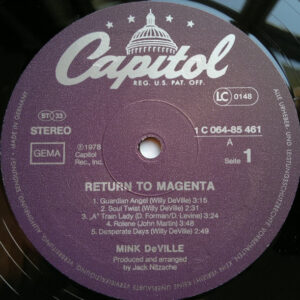 Capitol
REG. U.S. PAT. OFF.
ST 33
STEREO
GEMA
℗ 1978
Capitol
Rec., Inc.
LC 0148
1 C 064-85 461
A
Seite 1
RETURN TO MAGENTA
1. Guardian Angel (Willy DeVille) 3:15
2. Soul Twist (Willy DeVille) 2:31
3. „A" Train Lady (D. Forman/D. Levine) 3:24
4. Rolene (John Martin) 3:48
5. Desperate Days (Willy DeVille) 2:49
MINK DeVILLE
Produced and arranged
by Jack Nitzsche